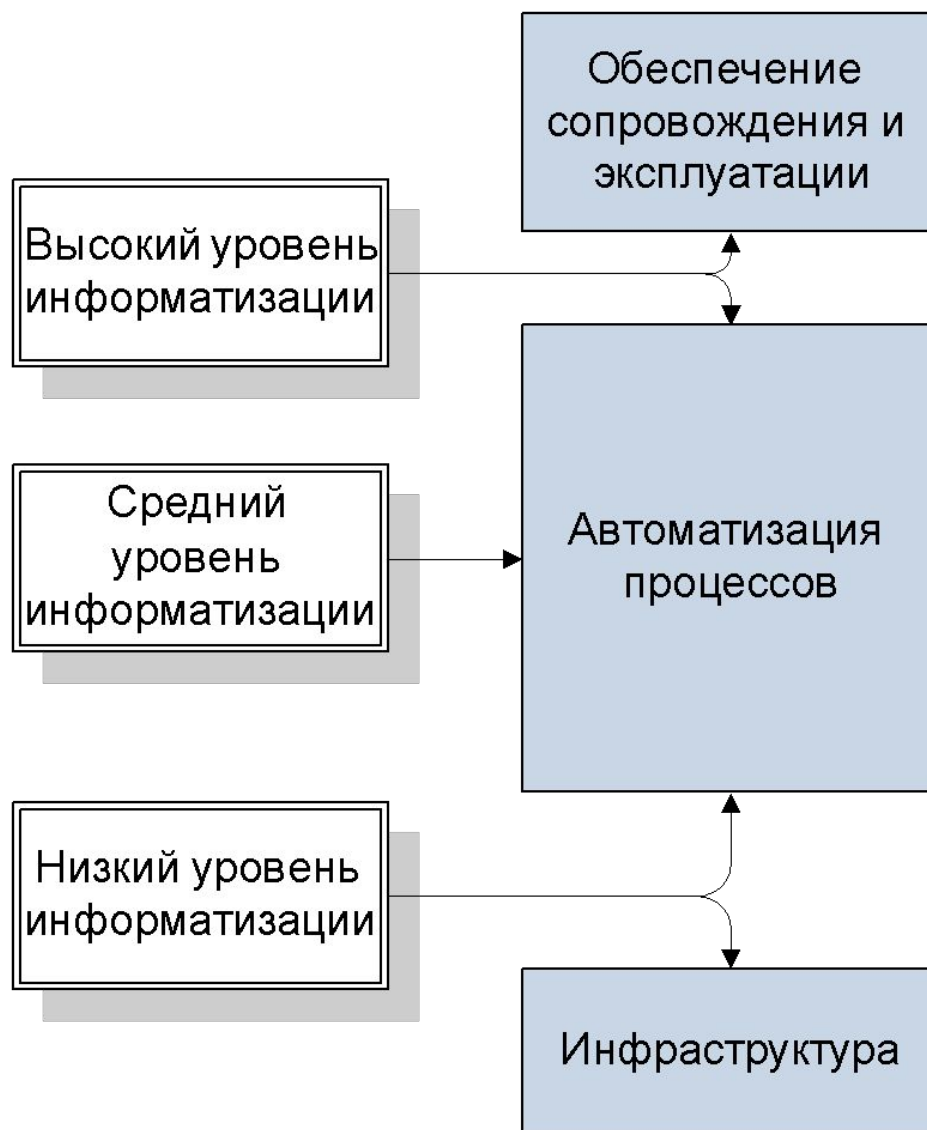 Обеспечение
сопровождения и
эксплуатации
Высокий уровень
информатизации
Средний
уровень
информатизации
Автоматизация
процессов
Низкий уровень
информатизации
Инфраструктура